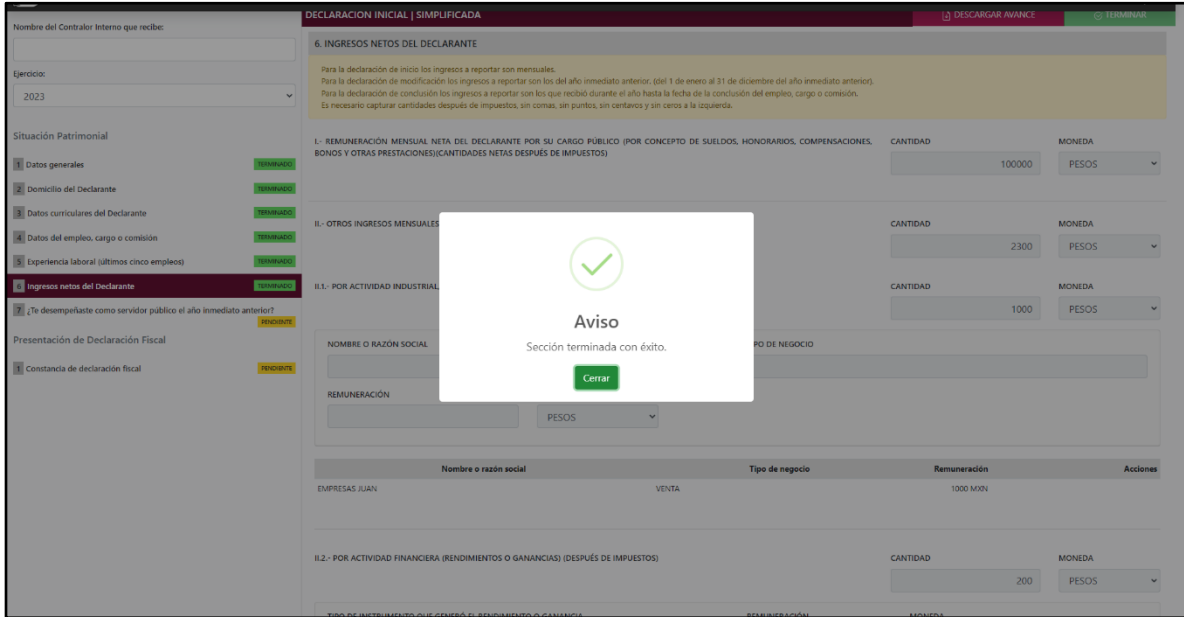 Nombre del Contralor Interno que recibe:
Ejercicio:
2023
Situación Patrimonial
1 Datos generales TERMINADO
2 Domicilio del Declarante TERMINADO
3 Datos curriculares del Declarante TERMINADO
4 Datos del empleo, cargo o comisión TERMINADO
5 Experiencia laboral (últimos cinco empleos) TERMINADO
6 Ingresos netos del Declarante TERMINADO
7 ¿Te desempeñaste como servidor público el año inmediato anterior?
PENDIENTE
Presentación de Declaración Fiscal
1 Constancia de declaración fiscal PENDIENTE
DECLARACIÓN INICIAL | SIMPLIFICADA DESCARGAR AVANCE TERMINAR
6. INGRESOS NETOS DEL DECLARANTE
Para la declaración de inicio los ingresos a reportar son mensuales.
Para la declaración de modificación los ingresos a reportar son los del año inmediato anterior. (del 1 de enero al 31 de diciembre del año inmediato anterior).
Para la declaración de conclusión los ingresos a reportar son los que recibió durante el año hasta la fecha de la conclusión del empleo, cargo o comisión.
Es necesario capturar cantidades después de impuestos, sin comas, sin puntos, sin centavos y sin ceros a la izquierda.
I.- REMUNERACIÓN MENSUAL NETA DEL DECLARANTE POR SU CARGO PÚBLICO (POR CONCEPTO DE SUELDOS, HONORARIOS, COMPENSACIONES, CANTIDAD MONEDA
BONOS Y OTRAS PRESTACIONES)(CANTIDADES NETAS DESPUÉS DE IMPUESTOS)
100000 PESOS
II.- OTROS INGRESOS MENSUALES CANTIDAD MONEDA
2300 PESOS
II.1.- POR ACTIVIDAD INDUSTRIAL, CANTIDAD MONEDA
1000 PESOS
Aviso
Sección terminada con éxito.
Cerrar
NOMBRE O RAZÓN SOCIAL PO DE NEGOCIO
REMUNERACIÓN
PESOS
Nombre o razón social Tipo de negocio Remuneración Acciones
EMPRESAS JUAN VENTA 1000 MXN
II.2.- POR ACTIVIDAD FINANCIERA (RENDIMIENTOS O GANANCIAS) (DESPUÉS DE IMPUESTOS) CANTIDAD MONEDA
200 PESOS
TIPO DE INSTRUMENTO QUE GENERÓ EL RENDIMIENTO O GANANCIA REMUNERACIÓN MONEDA